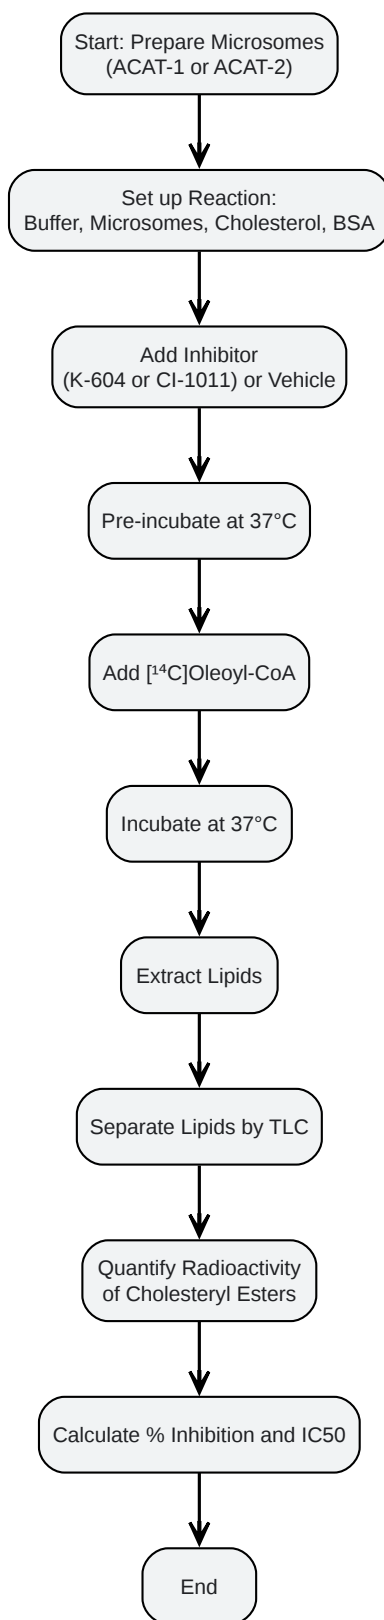 Start: Prepare Microsomes
(ACAT-1 or ACAT-2)
Set up Reaction:
Buffer, Microsomes, Cholesterol, BSA
Add Inhibitor
(K-604 or CI-1011) or Vehicle
Pre-incubate at 37°C
Add [¹⁴C]Oleoyl-CoA
Incubate at 37°C
Extract Lipids
Separate Lipids by TLC
Quantify Radioactivity
of Cholesteryl Esters
Calculate % Inhibition and IC50
End